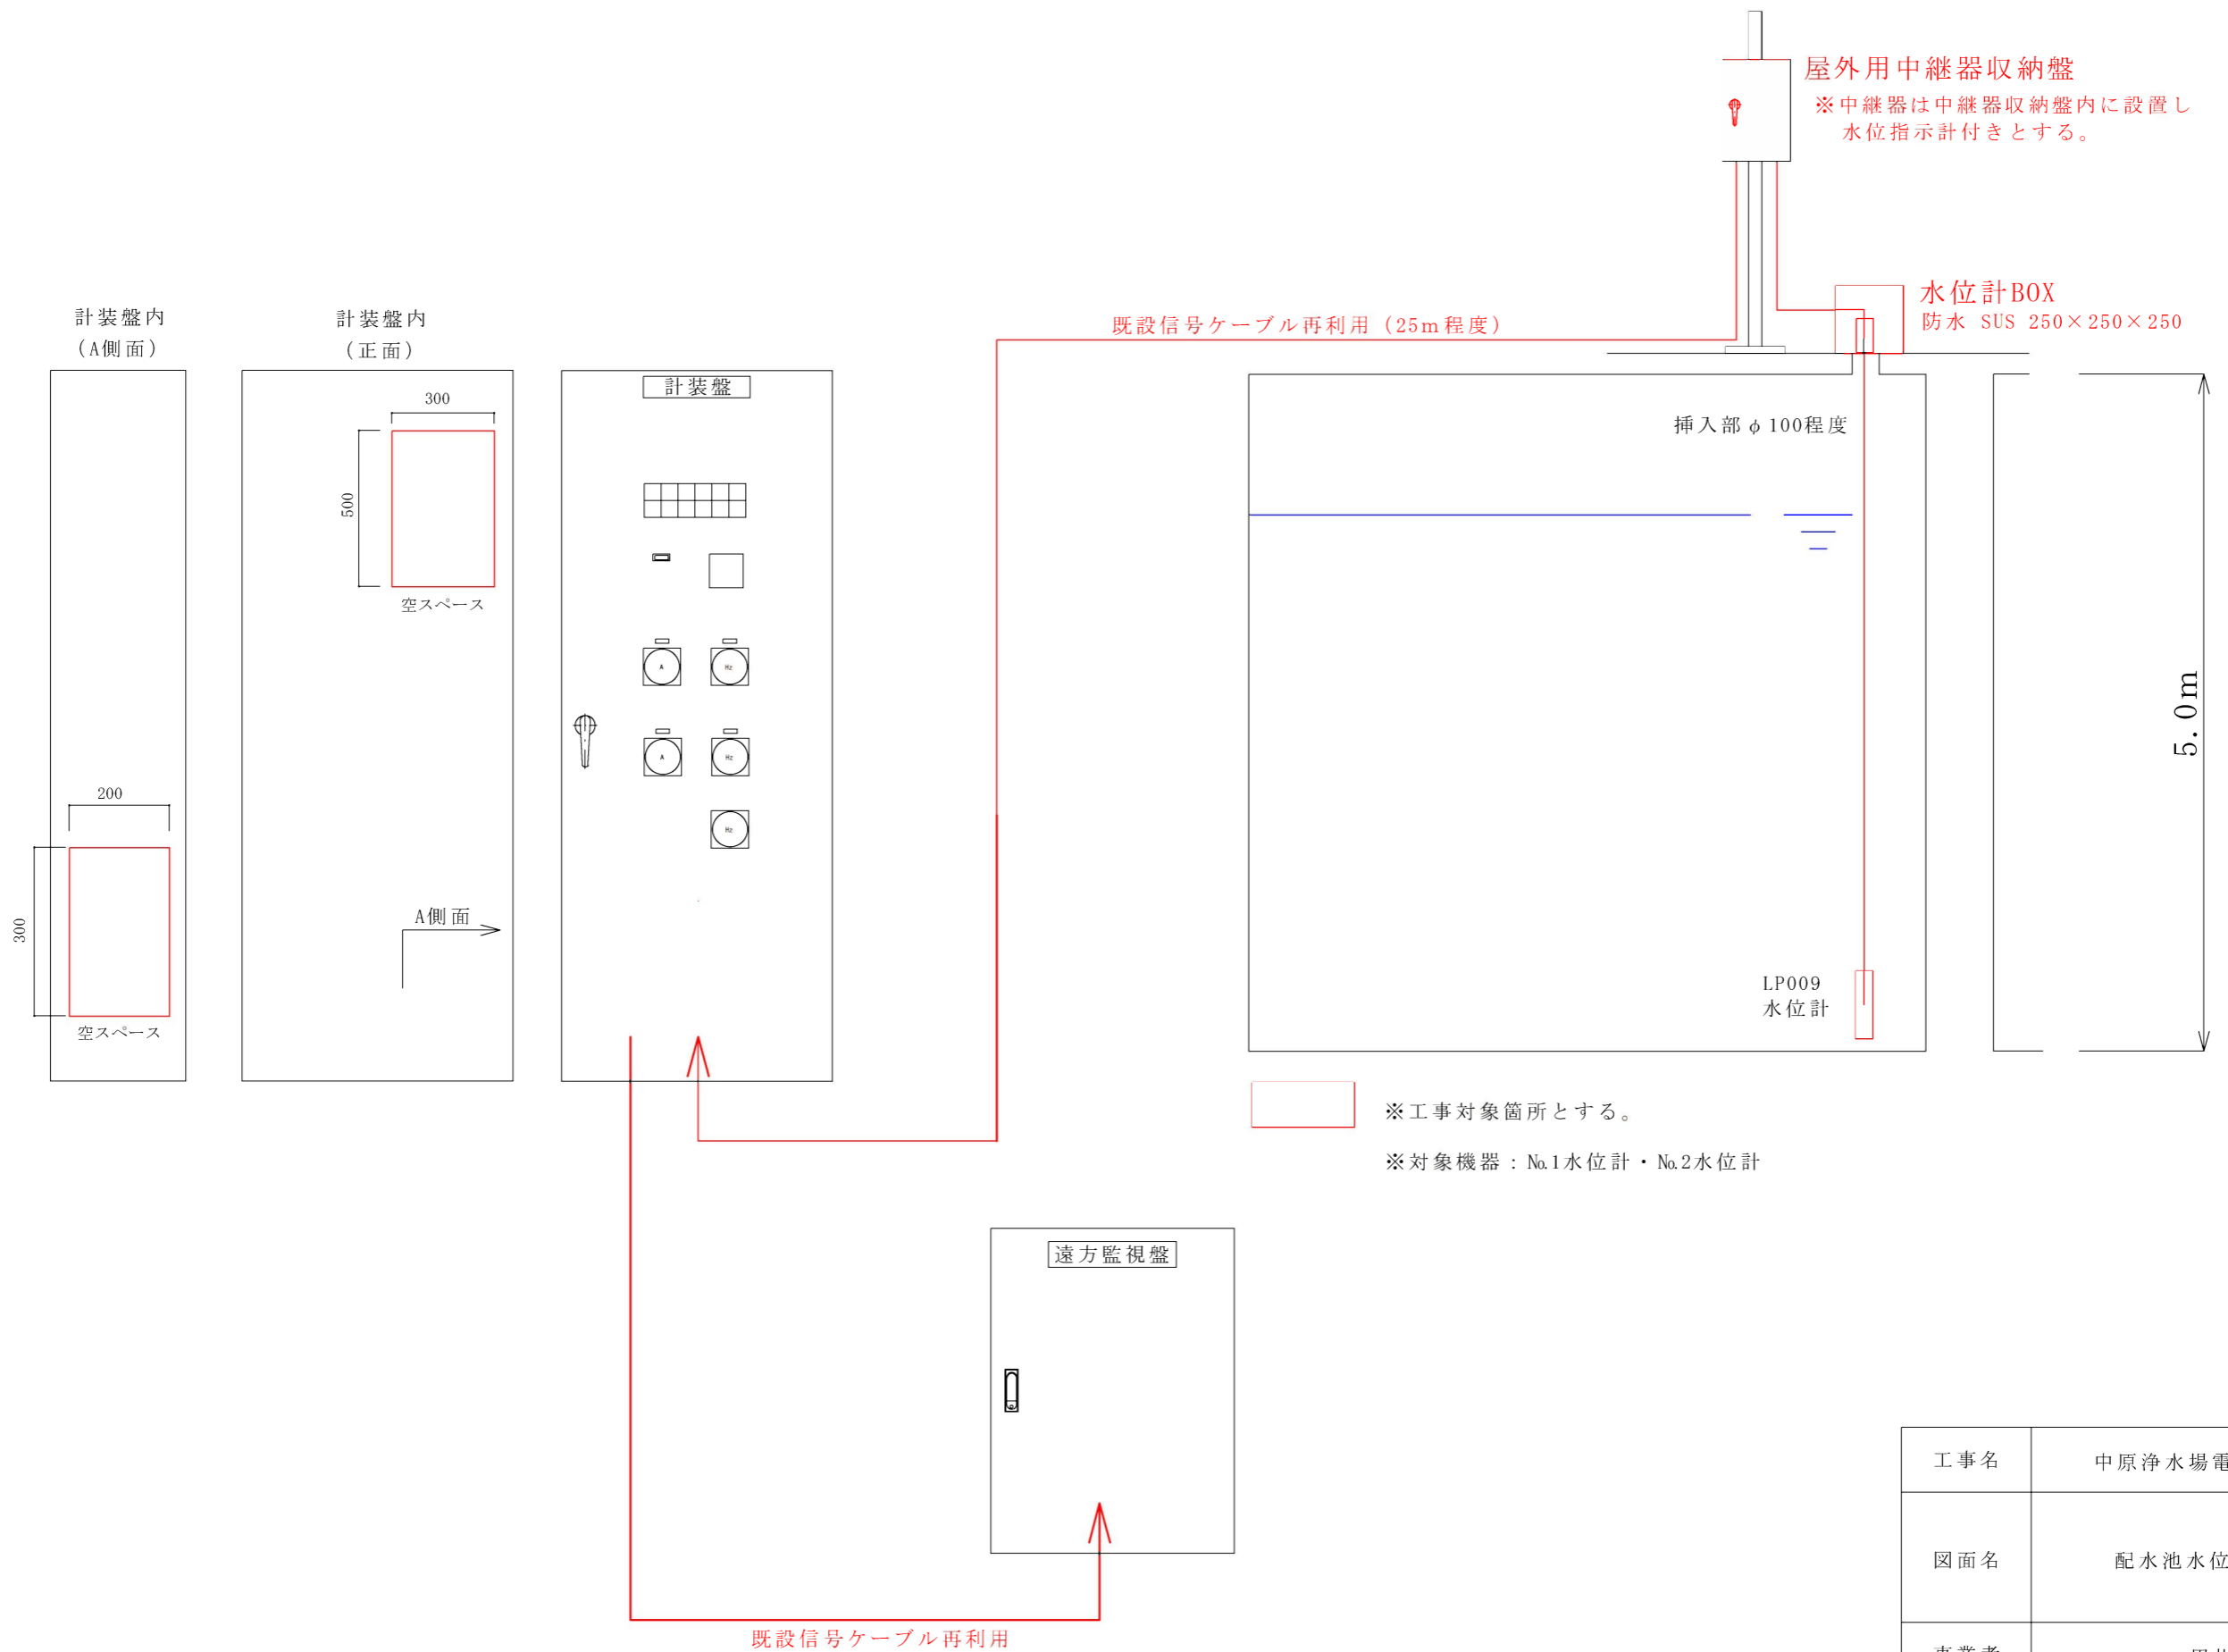 屋外用中継器収納盤
※中継器は中継器収納盤内に設置し
水位指示計付きとする。
水位計BOX
防水 SUS 250×250×250
既設信号ケーブル再利用（25m程度）
計装盤内
（A側面）
計装盤内
（正面）
計装盤
300
500
空スペース
挿入部φ100程度
A
Hz
A
Hz
Hz
5.0m
200
300
空スペース
A側面
LP009
水位計
※工事対象箇所とする。
※対象機器：№1水位計・№2水位計
遠方監視盤
既設信号ケーブル再利用
工事名
中原浄水場電
図面名
配水池水位